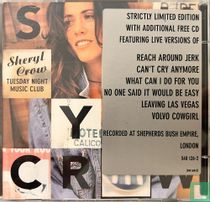 S
Sheryl
Crow
TUESDAY NIGHT
MUSIC CLUB
Y
C R
W
CALICO
STRICTLY LIMITED EDITION
WITH ADDITIONAL FREE CD
FEATURING LIVE VERSIONS OF
REACH AROUND JERK
CAN'T CRY ANYMORE
WHAT CAN I DO FOR YOU
NO ONE SAID IT WOULD BE EASY
LEAVING LAS VEGAS
VOLVO COWGIRL
RECORDED AT SHEPHERDS BUSH EMPIRE,
LONDON